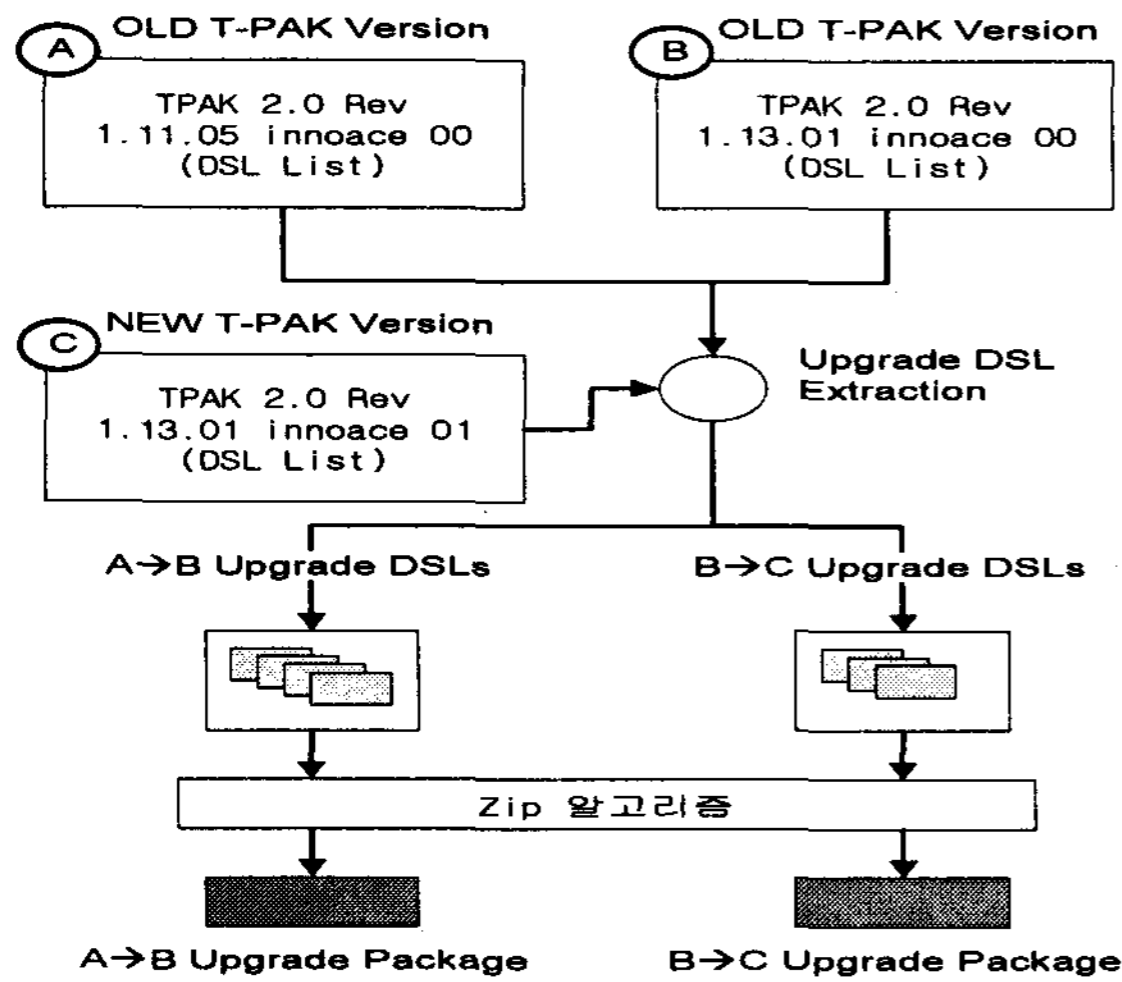 A
OLD T-PAK Version
TPAK 2.0 Rev
1.11.05 innoace 00
(DSL List)
B
OLD T-PAK Version
TPAK 2.0 Rev
1.13.01 innoace 00
(DSL List)
C
NEW T-PAK Version
TPAK 2.0 Rev
1.13.01 innoace 01
(DSL List)
Upgrade DSL
Extraction
A→B Upgrade DSLs
B→C Upgrade DSLs
Zip 알고리즘
A→B Upgrade Package
B→C Upgrade Package